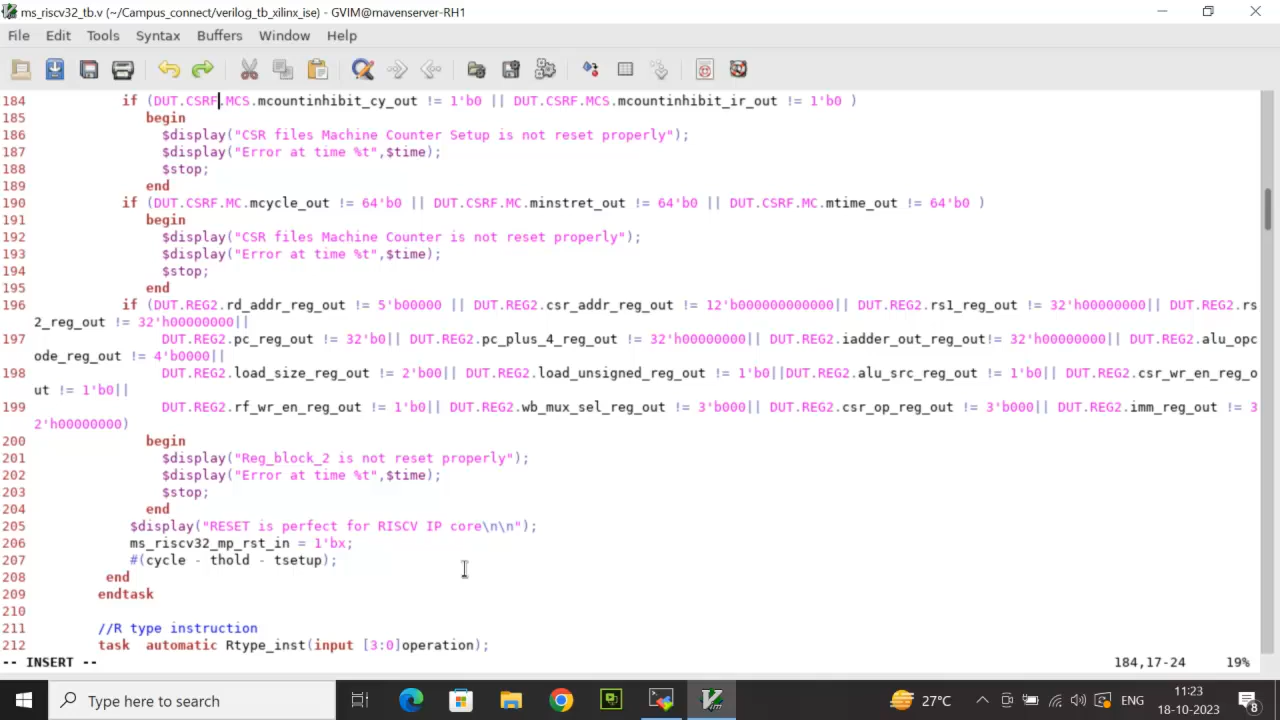 ms_riscv32_tb.v (~/Campus_connect/verilog_tb_xilinx_ise) - GVIM@mavenserver-RH1
File Edit Tools Syntax Buffers Window Help
184 if (DUT.CSRF.MCS.mcountinhibit_cy_out != 1'b0 || DUT.CSRF.MCS.mcountinhibit_ir_out != 1'b0 )
185 begin
186 $display("CSR files Machine Counter Setup is not reset properly");
187 $display("Error at time %t",$time);
188 $stop;
189 end
190 if (DUT.CSRF.MC.mcycle_out != 64'b0 || DUT.CSRF.MC.minstret_out != 64'b0 || DUT.CSRF.MC.mtime_out != 64'b0 )
191 begin
192 $display("CSR files Machine Counter is not reset properly");
193 $display("Error at time %t",$time);
194 $stop;
195 end
196 if (DUT.REG2.rd_addr_reg_out != 5'b00000 || DUT.REG2.csr_addr_reg_out != 12'b000000000000|| DUT.REG2.rs1_reg_out != 32'h00000000|| DUT.REG2.rs
2_reg_out != 32'h00000000||
197 DUT.REG2.pc_reg_out != 32'b0|| DUT.REG2.pc_plus_4_reg_out != 32'h00000000|| DUT.REG2.iadder_out_reg_out!= 32'h00000000|| DUT.REG2.alu_opc
ode_reg_out != 4'b0000||
198 DUT.REG2.load_size_reg_out != 2'b00|| DUT.REG2.load_unsigned_reg_out != 1'b0||DUT.REG2.alu_src_reg_out != 1'b0|| DUT.REG2.csr_wr_en_reg_o
ut != 1'b0||
199 DUT.REG2.rf_wr_en_reg_out != 1'b0|| DUT.REG2.wb_mux_sel_reg_out != 3'b000|| DUT.REG2.csr_op_reg_out != 3'b000|| DUT.REG2.imm_reg_out != 3
2'h00000000)
200 begin
201 $display("Reg_block_2 is not reset properly");
202 $display("Error at time %t",$time);
203 $stop;
204 end
205 $display("RESET is perfect for RISCV IP core\n\n");
206 ms_riscv32_mp_rst_in = 1'bx;
207 #(cycle - thold - tsetup);
208 end
209 endtask
210
211 //R type instruction
212 task automatic Rtype_inst(input [3:0]operation);
-- INSERT -- 184,17-24 19%
Type here to search 27°C ENG 11:23
18-10-2023 8